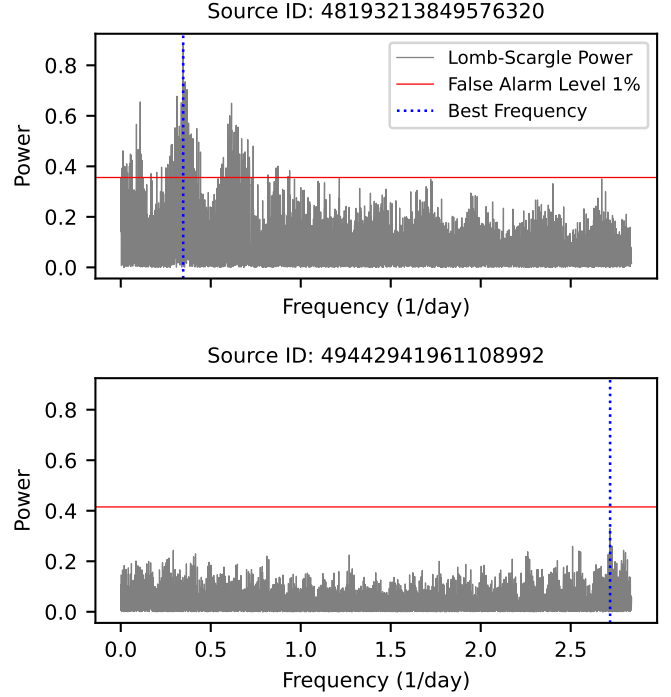 Source ID: 48193213849576320
0.8
0.6
0.4
0.2
0.0
Power
Lomb-Scargle Power
False Alarm Level 1%
Best Frequency
Frequency (1/day)
Source ID: 49442941961108992
0.8
0.6
0.4
0.2
0.0
Power
0.0 0.5 1.0 1.5 2.0 2.5
Frequency (1/day)